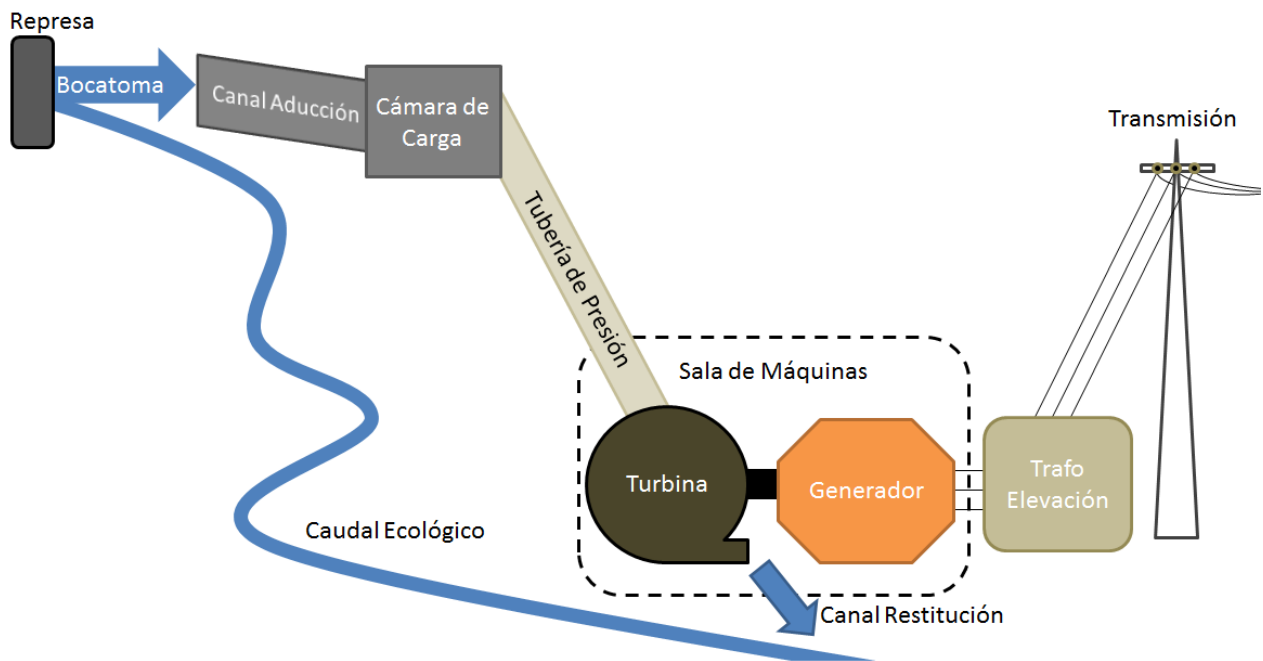 Represa
Bocatoma
Canal Aducción
Cámara de
Carga
Tubería de Presión
Transmisión
Sala de Máquinas
Turbina
Generador
Trafo
Elevación
Caudal Ecológico
Canal Restitución